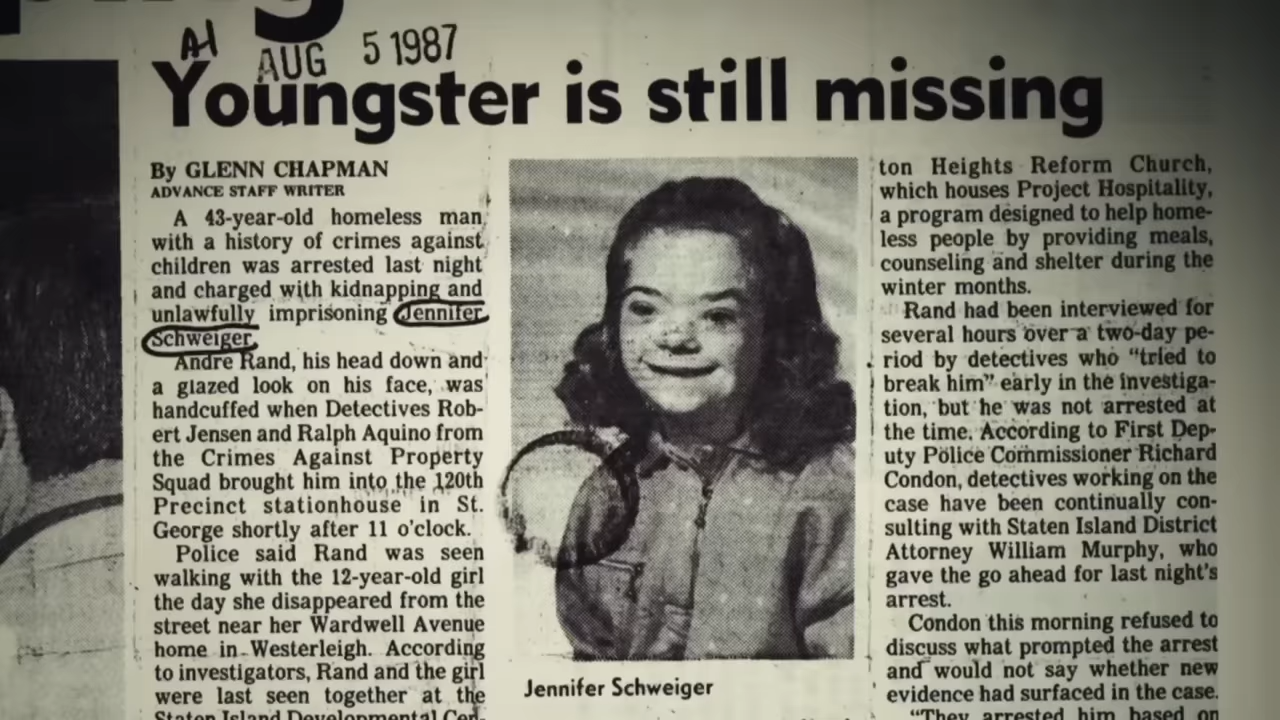 A1
AUG 5 1987
Youngster is still missing
By GLENN CHAPMAN
ADVANCE STAFF WRITER
A 43-year-old homeless man
with a history of crimes against
children was arrested last night
and charged with kidnapping and
unlawfully imprisoning Jennifer
Schweiger.
Andre Rand, his head down and
a glazed look on his face, was
handcuffed when Detectives Rob-
ert Jensen and Ralph Aquino from
the Crimes Against Property
Squad brought him into the 120th
Precinct stationhouse in St.
George shortly after 11 o'clock.
Police said Rand was seen
walking with the 12-year-old girl
the day she disappeared from the
street near her Wardwell Avenue
home in Westerleigh. According
to investigators, Rand and the girl
were last seen together at the
Staten Island Developmental Cen-
Jennifer Schweiger
ton Heights Reform Church,
which houses Project Hospitality,
a program designed to help home-
less people by providing meals,
counseling and shelter during the
winter months.
Rand had been interviewed for
several hours over a two-day pe-
riod by detectives who "tried to
break him" early in the investiga-
tion, but he was not arrested at
the time. According to First Dep-
uty Police Commissioner Richard
Condon, detectives working on the
case have been continually con-
sulting with Staten Island District
Attorney William Murphy, who
gave the go ahead for last night's
arrest.
Condon this morning refused to
discuss what prompted the arrest
and would not say whether new
evidence had surfaced in the case.
"They arrested him based on